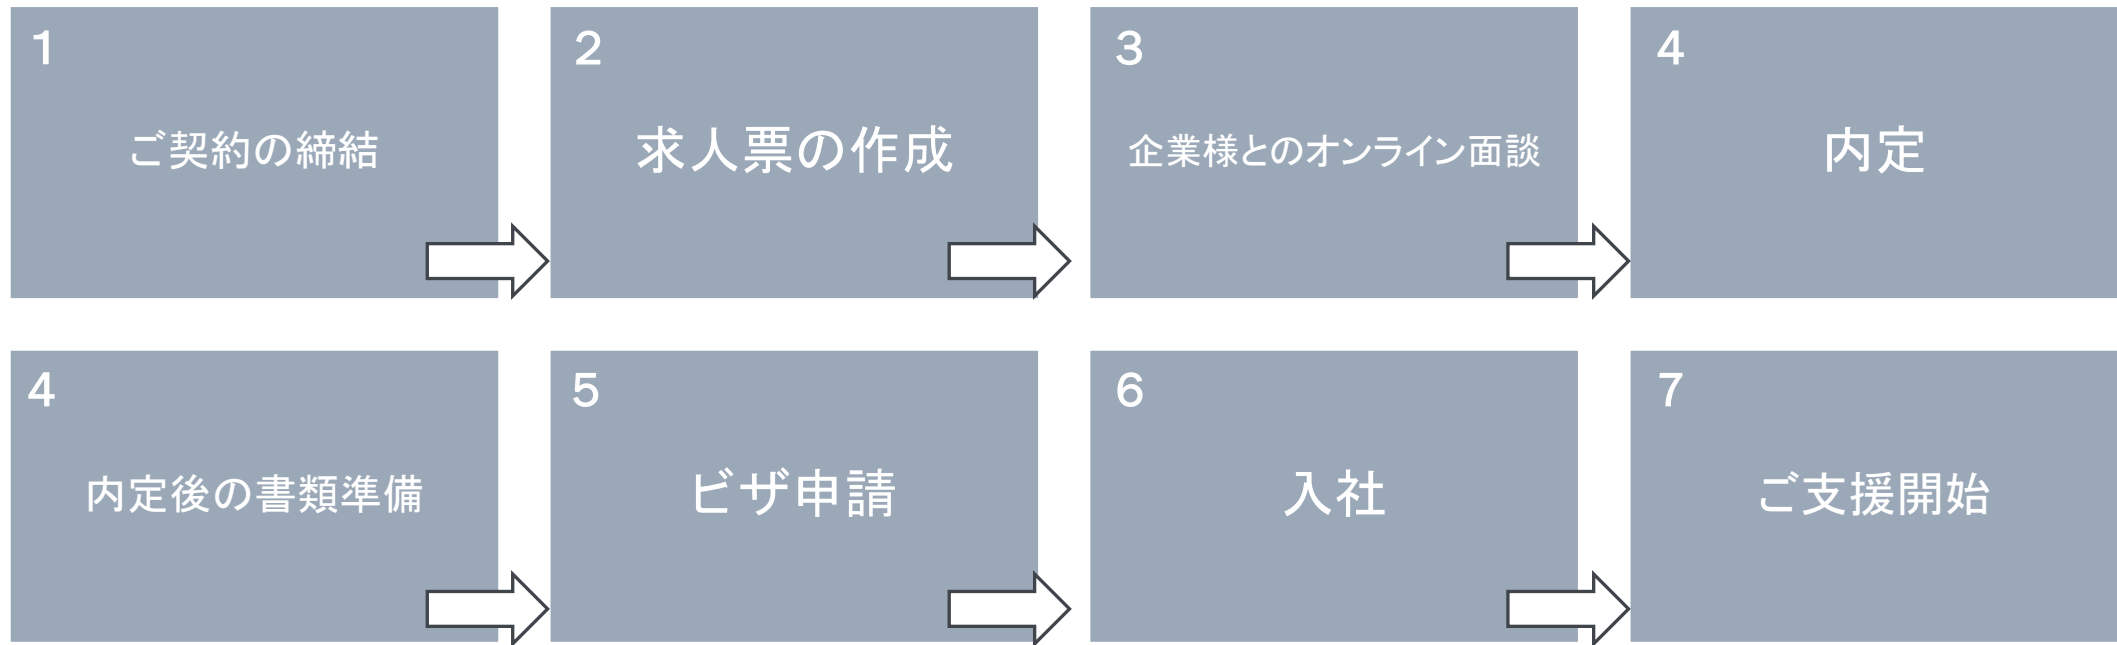 1
ご契約の締結
2
求人票の作成
3
企業様とのオンライン面談
4
内定
4
内定後の書類準備
5
ビザ申請
6
入社
7
ご支援開始